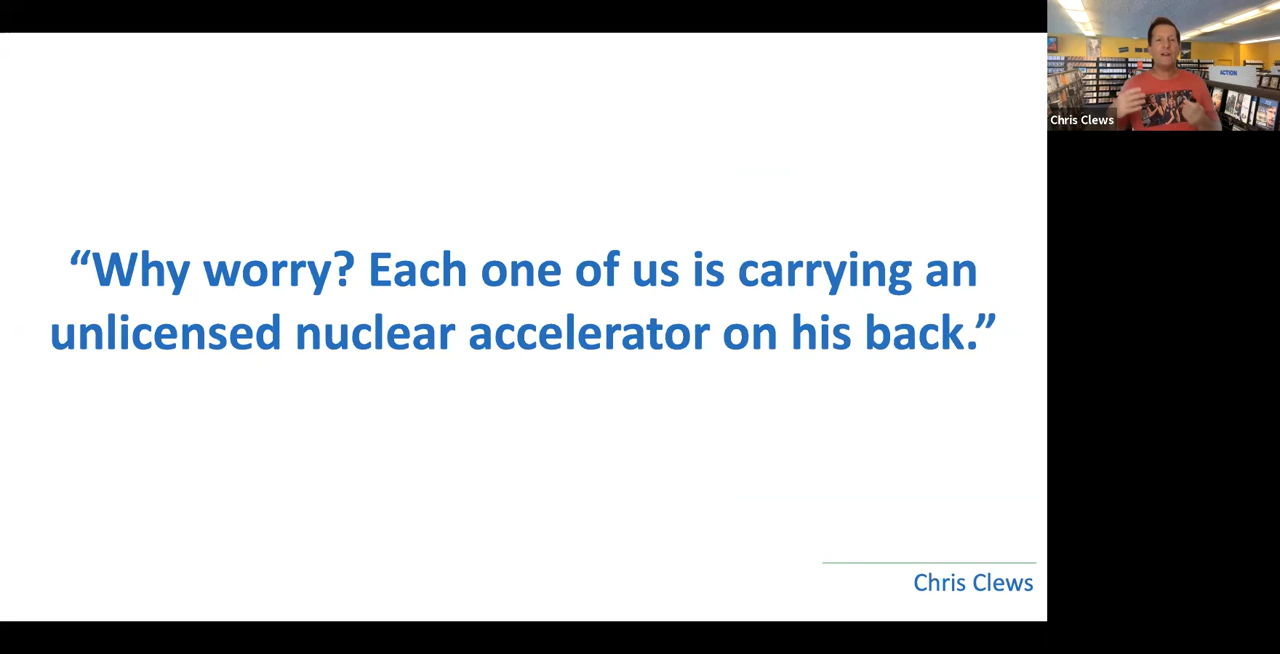 “Why worry? Each one of us is carrying an
unlicensed nuclear accelerator on his back.”
Chris Clews
ACTION
Chris Clews